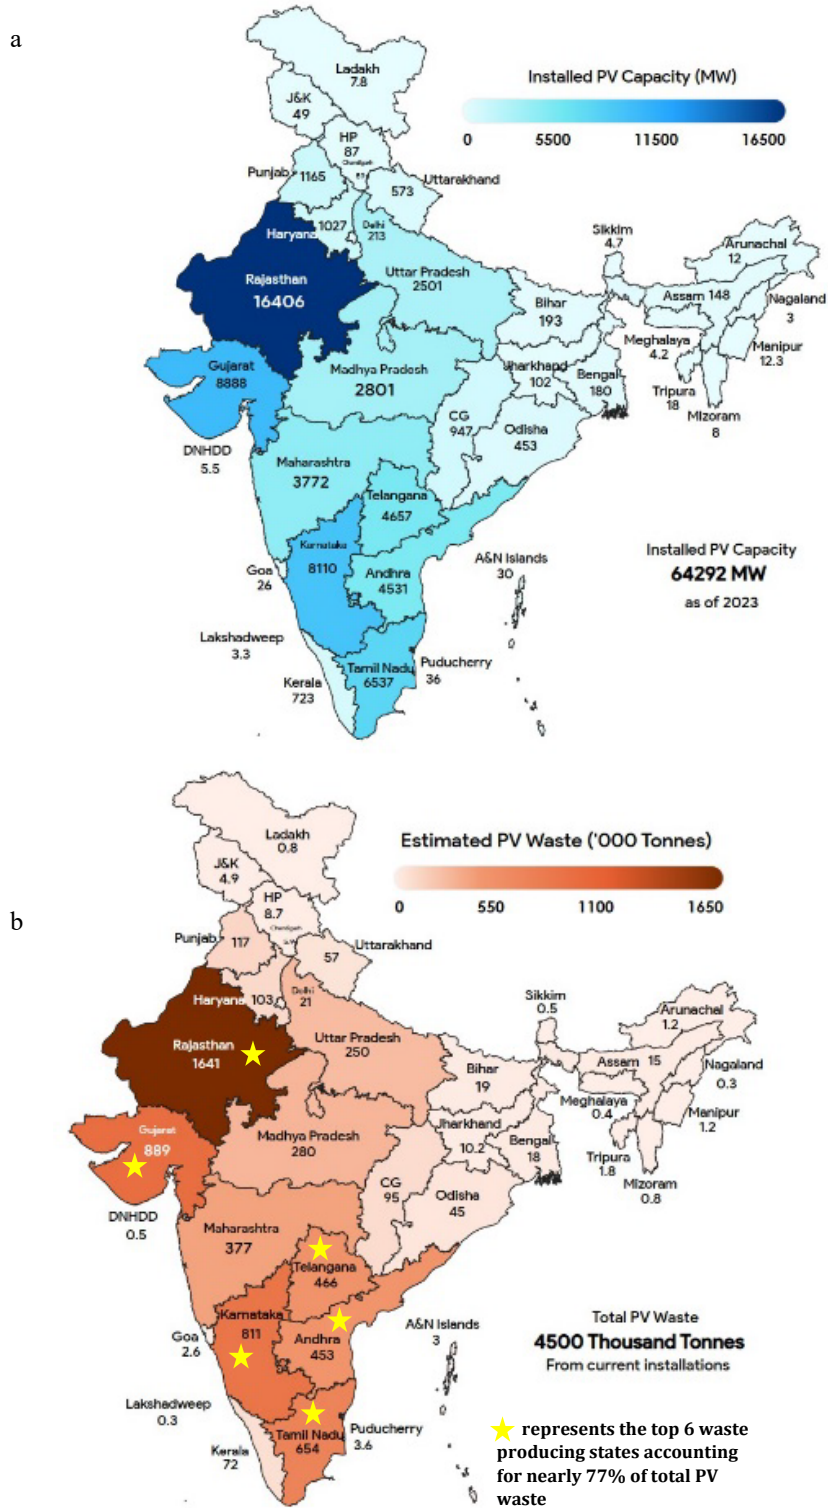 a
Ladakh
7.8
Installed PV Capacity (MW)
0 5500 11500 16500
J&K
49
HP
87
Chandigarh
Punjab 1165
573 Uttarakhand
Haryana 1027
Delhi
213
Rajasthan
16406
Uttar Pradesh
2501
Sikkim
4.7
Arunachal
12
Bihar
193
Assam 148
Nagaland
3
Meghalaya
4.2
Manipur
12.3
Tripura
18
Mizoram
8
Gujarat
8888
Madhya Pradesh
2801
Jharkhand
102
Bengal
180
CG
947
Odisha
453
DNHDD
5.5
Maharashtra
3772
Telangana
4657
Karnataka
8110
Goa
26
Andhra
4531
A&N Islands
30
Installed PV Capacity
64292 MW
as of 2023
Lakshadweep
3.3
Kerala
723
Tamil Nadu
6537
Puducherry
36
b
Ladakh
0.8
Estimated PV Waste ('000 Tonnes)
0 550 1100 1650
J&K
4.9
HP
8.7
Chandigarh
Punjab 117
57 Uttarakhand
Haryana 103
Delhi
21
Rajasthan
1641
Uttar Pradesh
250
Sikkim
0.5
Arunachal
1.2
Bihar
19
Assam 15
Nagaland
0.3
Meghalaya
0.4
Manipur
1.2
Tripura
1.8
Mizoram
0.8
Gujarat
889
Madhya Pradesh
280
Jharkhand
10.2
Bengal
18
CG
95
Odisha
45
DNHDD
0.5
Maharashtra
377
Telangana
466
Karnataka
811
Goa
2.6
Andhra
453
A&N Islands
3
Total PV Waste
4500 Thousand Tonnes
From current installations
Lakshadweep
0.3
Kerala
72
Tamil Nadu
654
Puducherry
3.6
represents the top 6 waste
producing states accounting
for nearly 77% of total PV
waste